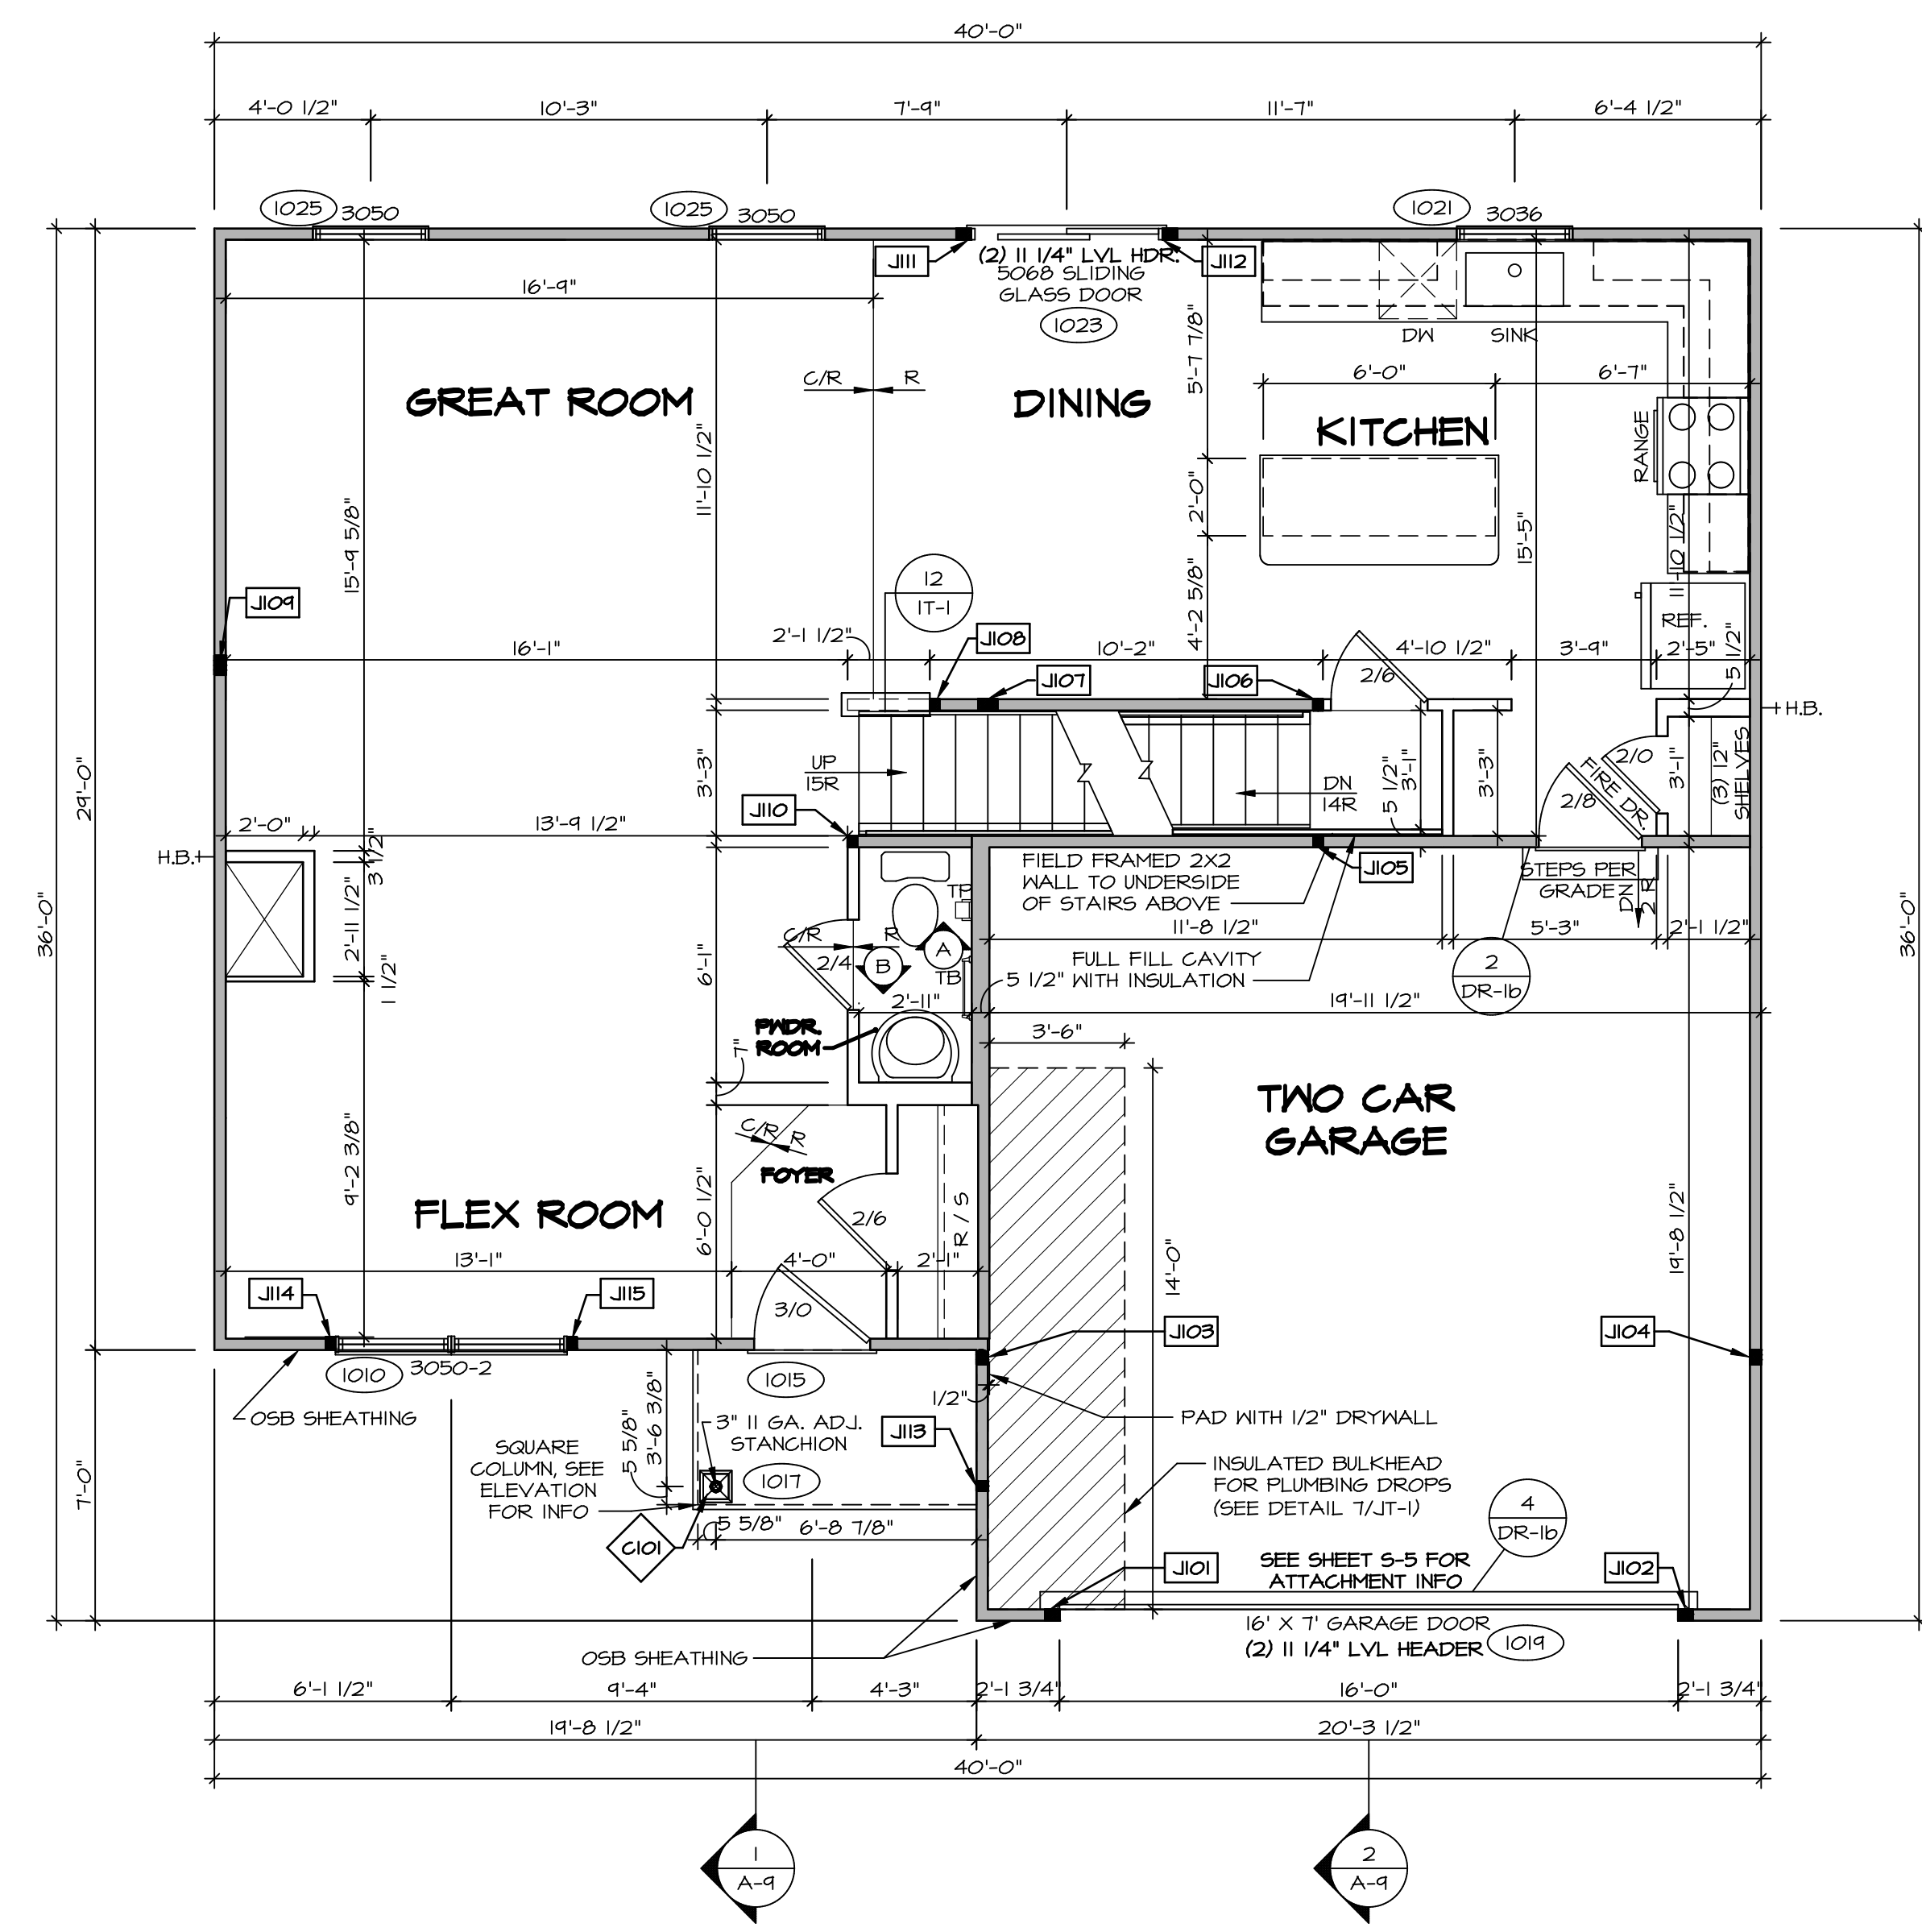 40'-0"
4'-0 1/2" 10'-3" 7'-9" 11'-7" 6'-4 1/2"
1025 3050 1025 3050 1021 3036
J111 (2) 11 1/4" LVL HDR. J112
5068 SLIDING
GLASS DOOR
1023
16'-9"
DW SINK
5'-7 7/8"
C/R R
6'-0" 6'-7"
GREAT ROOM DINING KITCHEN
RANGE
11'-10 1/2"
2'-0"
15'-9 5/8"
15'-5"
11'-10 1/2"
12
1T-1
4'-2 5/8"
J109
REF.
2'-1 1/2" J108
16'-1" 10'-2" 4'-10 1/2" 3'-9" 2'-5"
5 1/2"
J107 J106 2/6
H.B.
29'-0"
36'-0"
36'-0"
3'-3"
UP
15R
DN
14R
5 1/2"
3'-1"
3'-3"
2/0
FIRE DR.
2/8
3'-1"
(3) 12"
SHELVES
J110
2'-0" 13'-9 1/2"
3 1/2"
H.B.
2'-11 1/2"
1 1/2"
FIELD FRAMED 2X2
WALL TO UNDERSIDE
OF STAIRS ABOVE
J105
STEPS PER
GRADE
DN
2 R
TP
C/R R
A
B
2/4
TB
11'-8 1/2" 5'-3" 2'-1 1/2"
FULL FILL CAVITY
5 1/2" WITH INSULATION
2
DR-1b
6'-1"
2'-11" 19'-11 1/2"
PWDR.
ROOM
7"
3'-6"
TWO CAR
GARAGE
C/R R
FOYER
9'-2 3/8"
FLEX ROOM
6'-0 1/2"
2/6
R / S
19'-8 1/2"
14'-0"
13'-1" 4'-0" 2'-1"
J114 J115
3/0
J103 J104
1010 3050-2 1015
1/2"
OSB SHEATHING
PAD WITH 1/2" DRYWALL
5 5/8"
3'-6 3/8"
3" 11 GA. ADJ.
STANCHION
J113
SQUARE
COLUMN, SEE
ELEVATION
FOR INFO
1017
INSULATED BULKHEAD
FOR PLUMBING DROPS
(SEE DETAIL 7/JT-1)
7'-0"
4
DR-1b
5 5/8" 6'-8 7/8"
C101
J101 SEE SHEET S-5 FOR
ATTACHMENT INFO
J102
16' X 7' GARAGE DOOR
(2) 11 1/4" LVL HEADER 1019
OSB SHEATHING
6'-1 1/2" 9'-4" 4'-3" 2'-1 3/4" 16'-0" 2'-1 3/4"
19'-8 1/2" 20'-3 1/2"
40'-0"
1
A-9
2
A-9